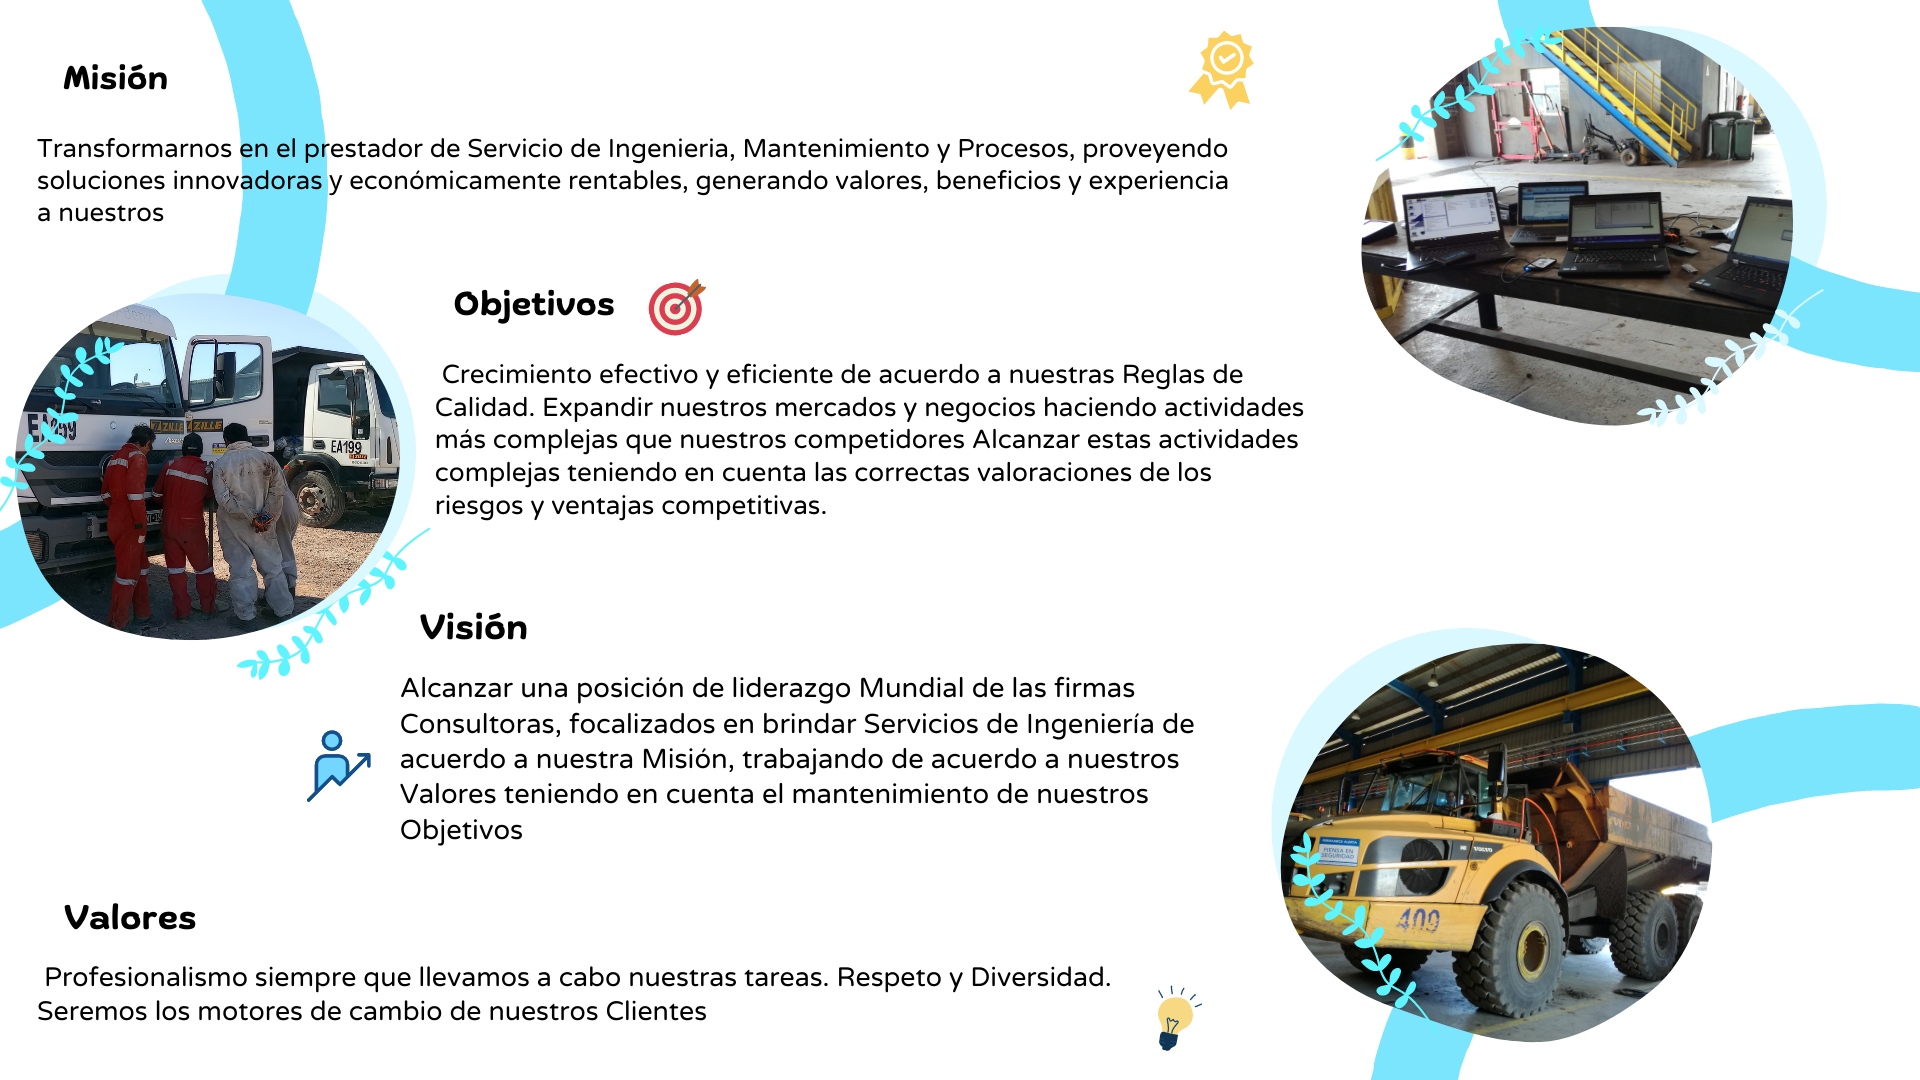 Misión
Transformarnos en el prestador de Servicio de Ingenieria, Mantenimiento y Procesos, proveyendo
soluciones innovadoras y económicamente rentables, generando valores, beneficios y experiencia
a nuestros
Objetivos
Crecimiento efectivo y eficiente de acuerdo a nuestras Reglas de
Calidad. Expandir nuestros mercados y negocios haciendo actividades
más complejas que nuestros competidores Alcanzar estas actividades
complejas teniendo en cuenta las correctas valoraciones de los
riesgos y ventajas competitivas.
EA199
Visión
Alcanzar una posición de liderazgo Mundial de las firmas
Consultoras, focalizados en brindar Servicios de Ingeniería de
acuerdo a nuestra Misión, trabajando de acuerdo a nuestros
Valores teniendo en cuenta el mantenimiento de nuestros
Objetivos
PIENSA EN
SEGURIDAD
VOLVO
409
Valores
Profesionalismo siempre que llevamos a cabo nuestras tareas. Respeto y Diversidad.
Seremos los motores de cambio de nuestros Clientes